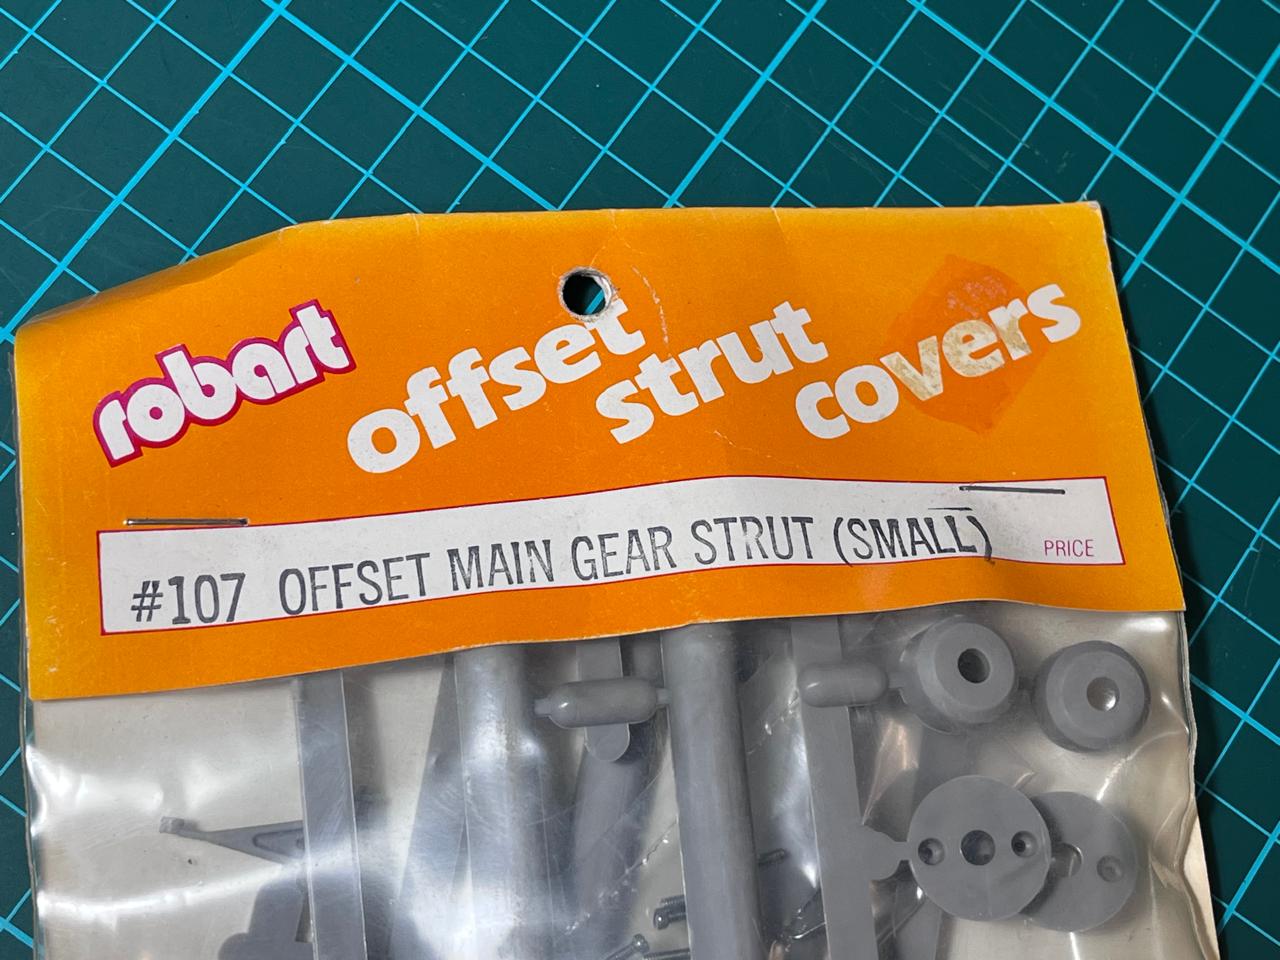 robart
offset
strut
covers
#107 OFFSET MAIN GEAR STRUT (SMALL)
PRICE